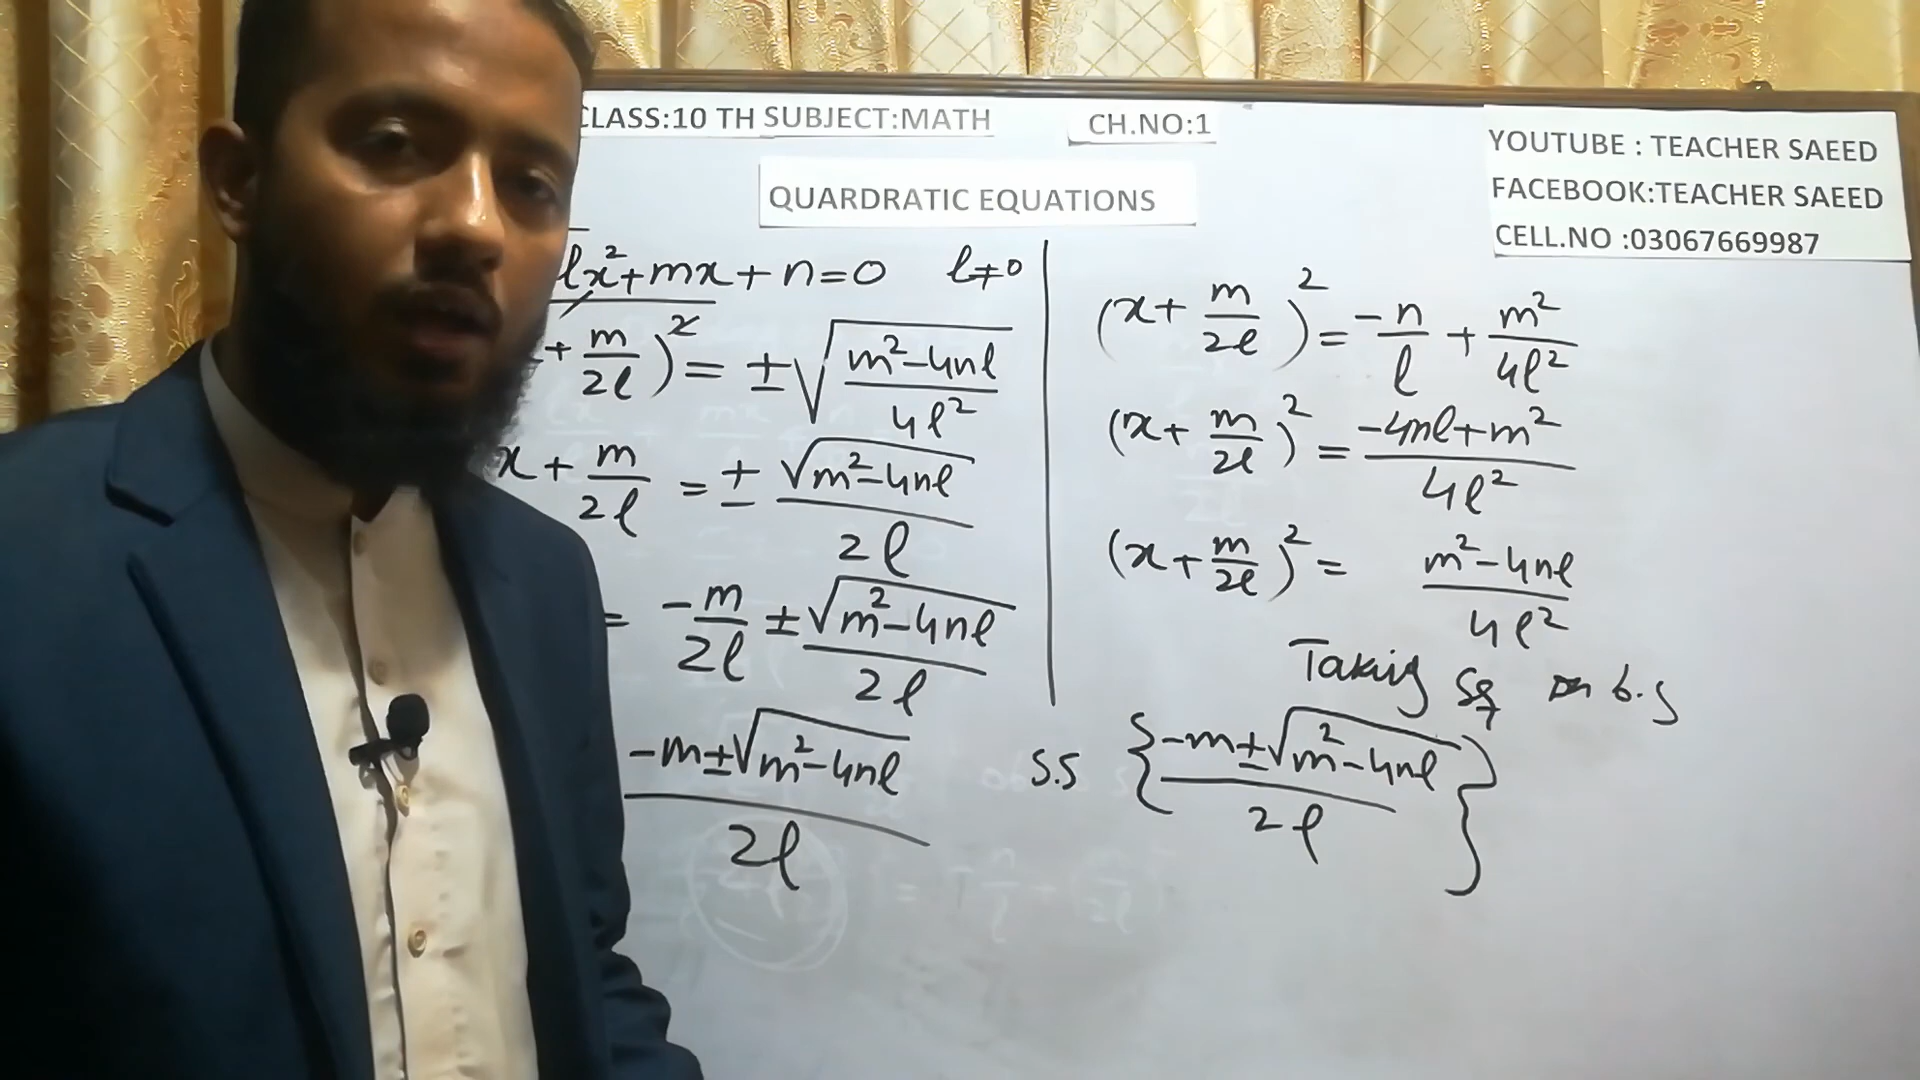 CLASS:10 TH SUBJECT:MATH CH.NO:1
QUARDRATIC EQUATIONS
YOUTUBE : TEACHER SAEED
FACEBOOK:TEACHER SAEED
CELL.NO :03067669987
lx²+mx+n=0 l≠0
+ m/2l)² = ±√((m²-4nl)/4l²)
x + m/2l = ± √(m²-4nl)/2l
= -m/2l ± √(m²-4nl)/2l
-m±√(m²-4nl)/2l
(x + m/2l)² = -n/l + m²/4l²
(x + m/2l)² = (-4nl+m²)/4l²
(x + m/2l)² = (m²-4nl)/4l²
Taking Sq on b.s
S.S {(-m±√(m²-4nl))/2l}